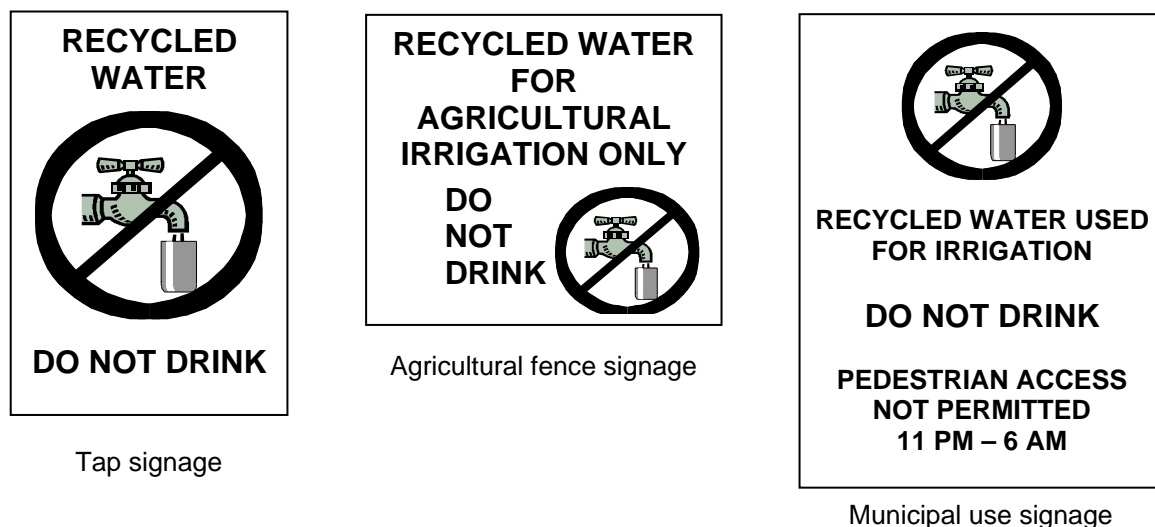 RECYCLED
WATER
DO NOT DRINK
Tap signage
RECYCLED WATER
FOR
AGRICULTURAL
IRRIGATION ONLY
DO
NOT
DRINK
Agricultural fence signage
RECYCLED WATER USED
FOR IRRIGATION
DO NOT DRINK
PEDESTRIAN ACCESS
NOT PERMITTED
11 PM – 6 AM
Municipal use signage